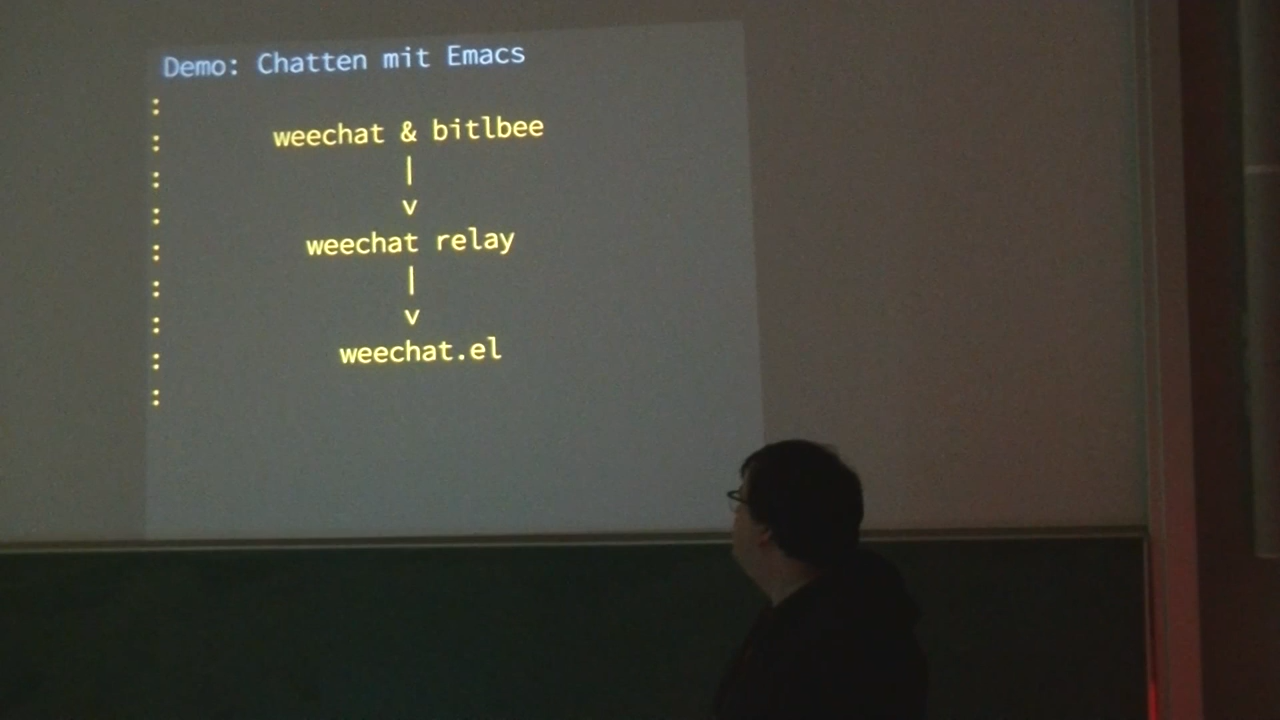 Demo: Chatten mit Emacs
:
: weechat & bitlbee
: |
: v
: weechat relay
: |
: v
: weechat.el
: